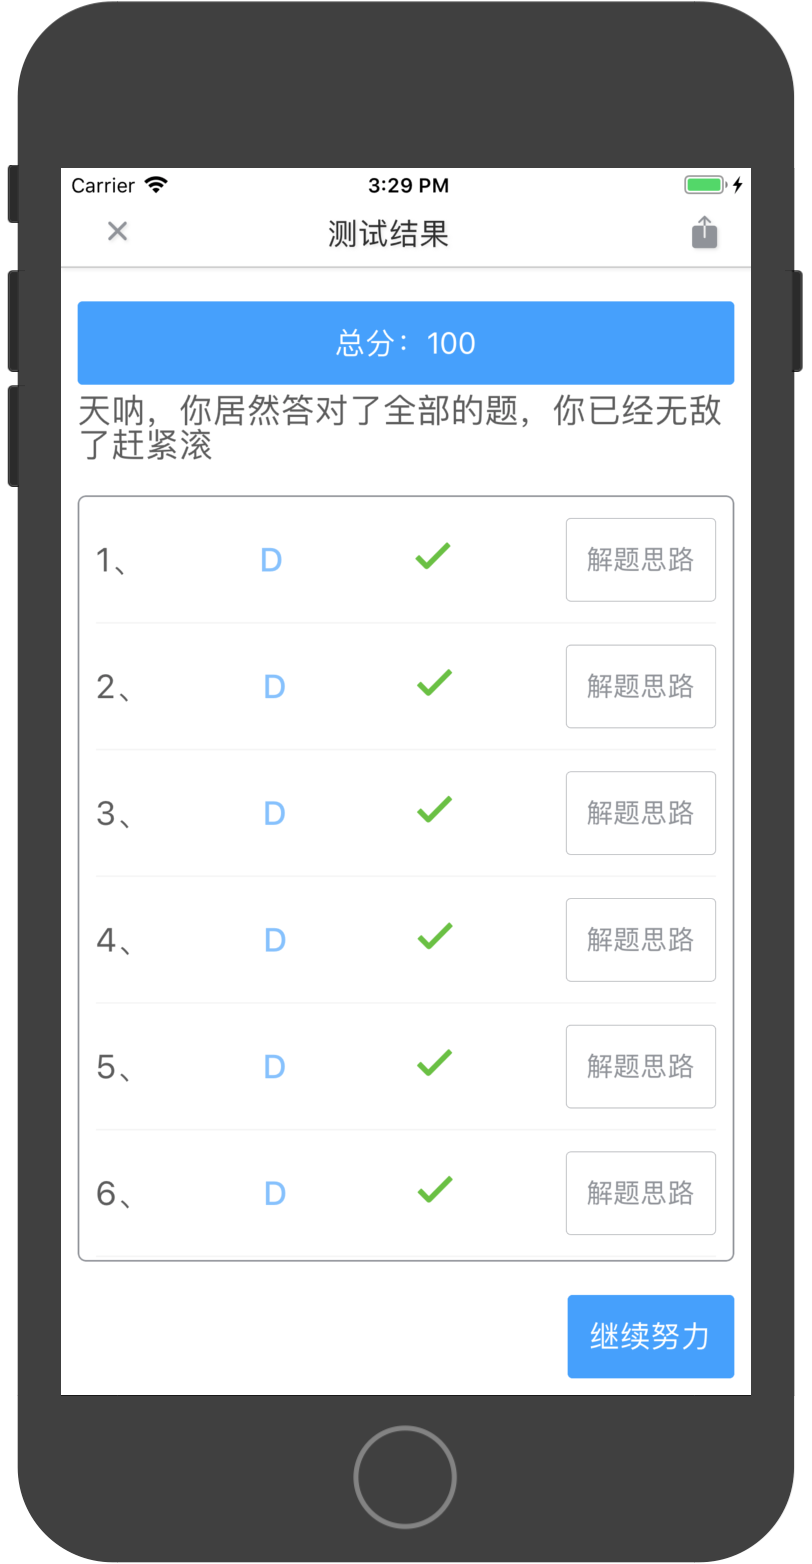 Carrier 3:29 PM
测试结果
总分：100
天呐，你居然答对了全部的题，你已经无敌
了赶紧滚
1、 D 解题思路
2、 D 解题思路
3、 D 解题思路
4、 D 解题思路
5、 D 解题思路
6、 D 解题思路
继续努力